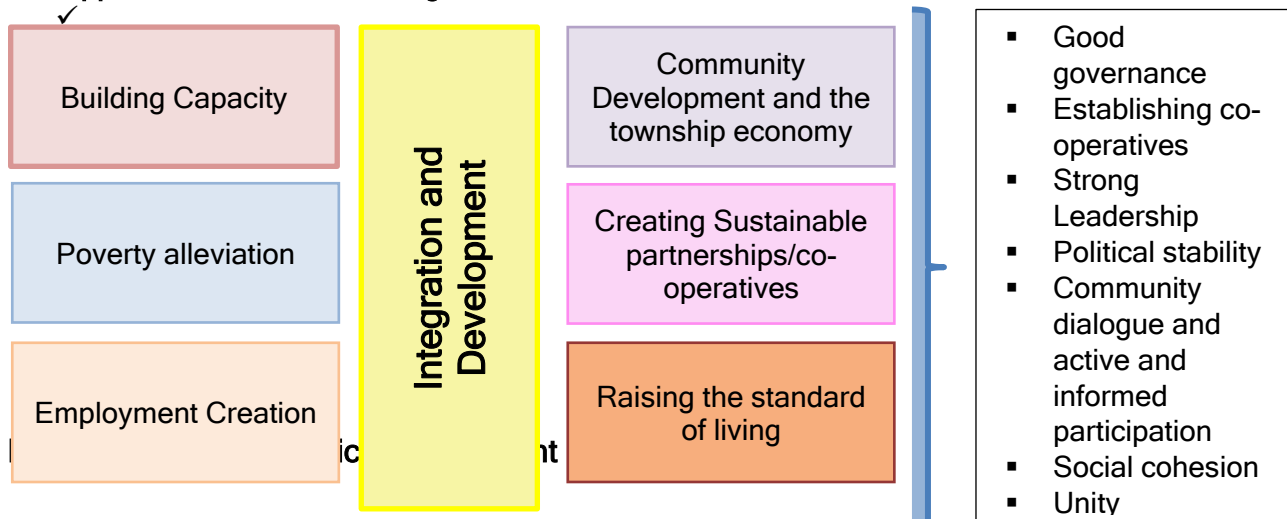 ✓
Building Capacity
Poverty alleviation
Employment Creation
Integration and
Development
Community
Development and the
township economy
Creating Sustainable
partnerships/co-
operatives
Raising the standard
of living
▪ Good
governance
▪ Establishing co-
operatives
▪ Strong
Leadership
▪ Political stability
▪ Community
dialogue and
active and
informed
participation
▪ Social cohesion
▪ Unity